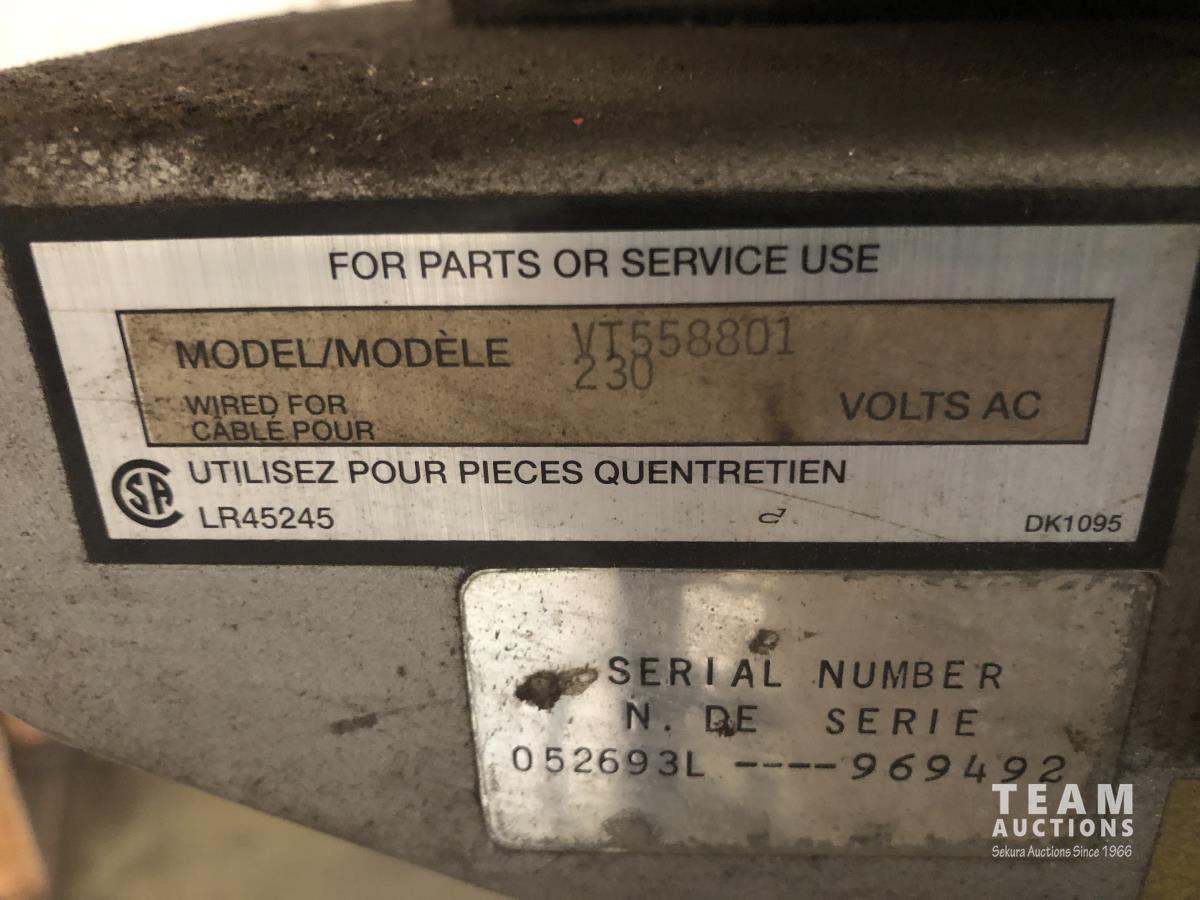 FOR PARTS OR SERVICE USE
MODEL/MODÈLE VT558801
230
WIRED FOR VOLTS AC
CABLÉ POUR
UTILISEZ POUR PIECES QUENTRETIEN
LR45245 DK1095
SERIAL NUMBER
N. DE SERIE
052693L ----969492
TEAM
AUCTIONS
Sekura Auctions Since 1966